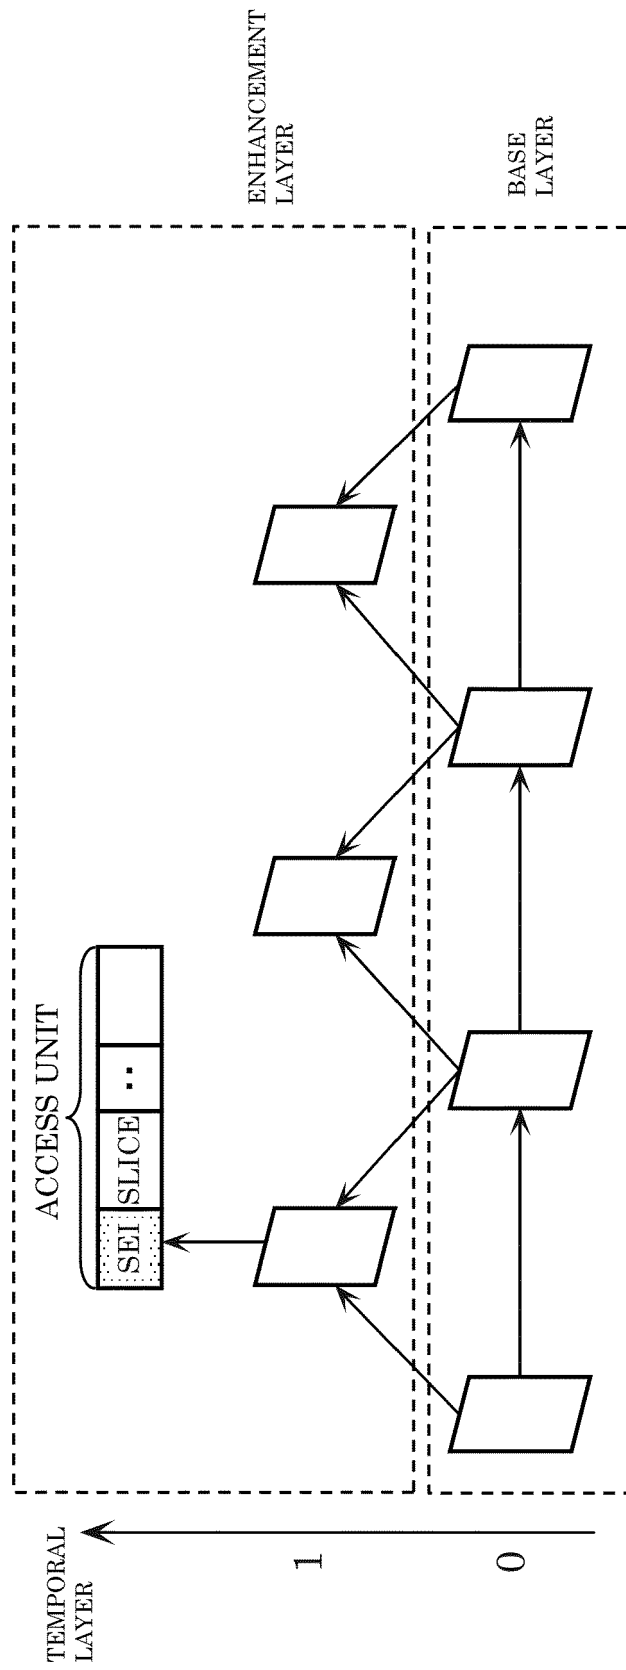 TEMPORAL
LAYER
1
0
ACCESS UNIT
SEI
SLICE
..
ENHANCEMENT
LAYER
BASE
LAYER